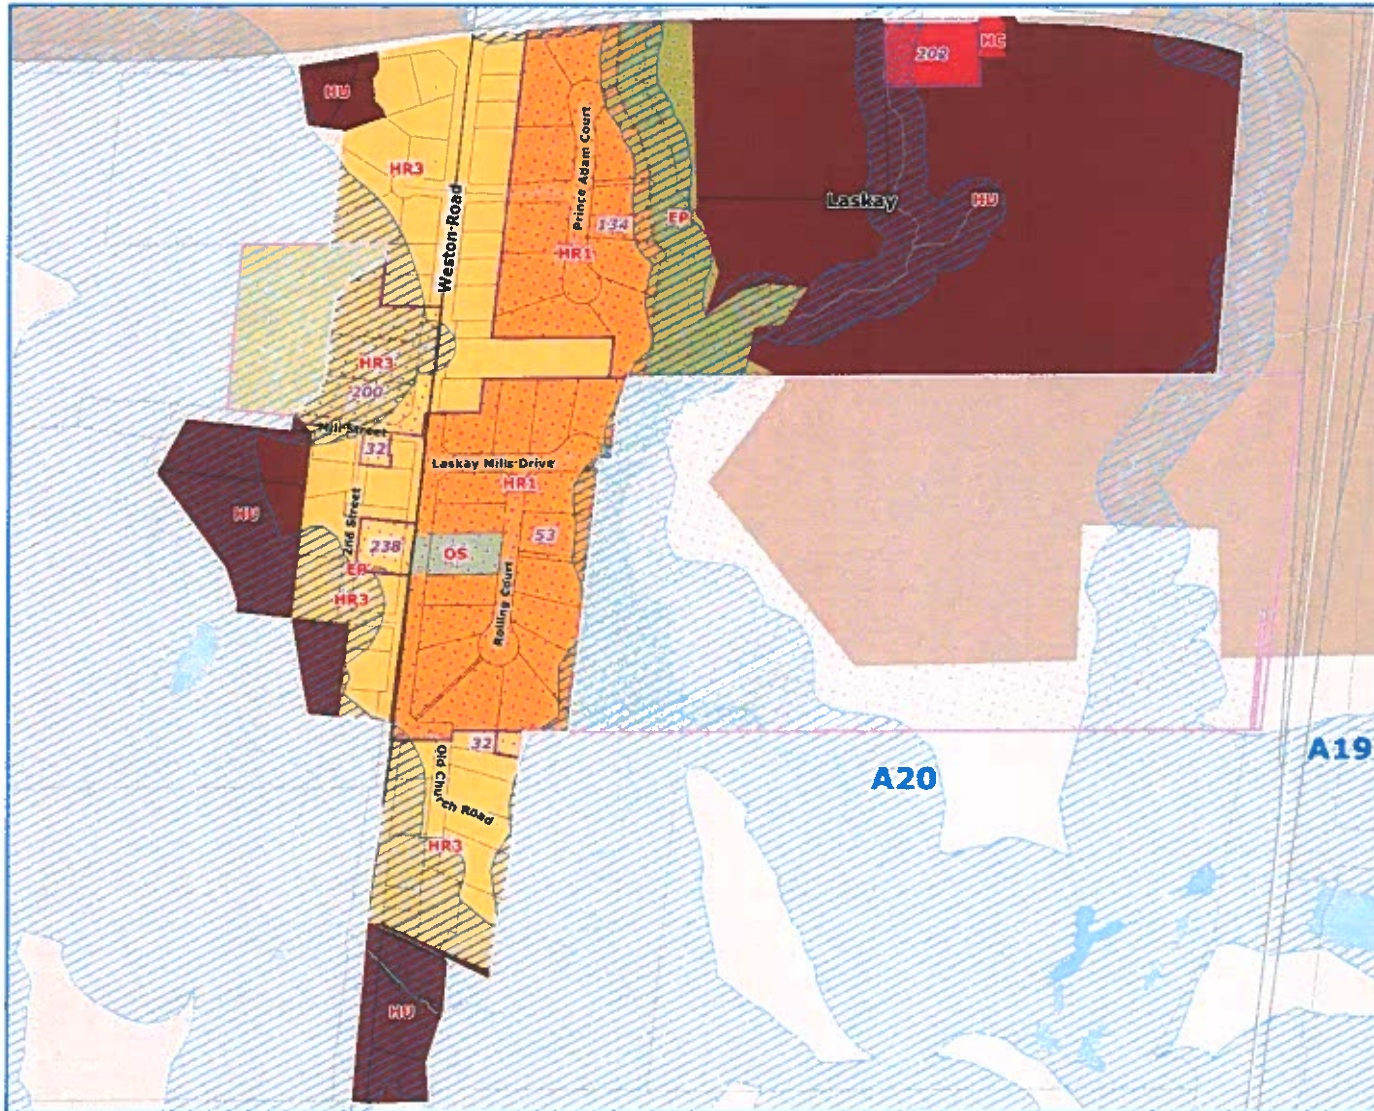 HC
202
HU
HR3
Prince Adam Court
Laskay
HU
Weston Road
EP
134
HR1
HR3
200
Mill Street
32
Laskay Mills Drive
HR1
HU
2nd Street
53
238
OS
EP
HR3
Rolling Court
32
A19
Old Church Road
A20
HR3
HU